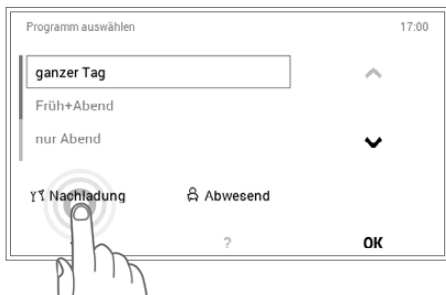 Programm auswählen 17:00
ganzer Tag
Früh+Abend
nur Abend
Nachladung Abwesend
? OK